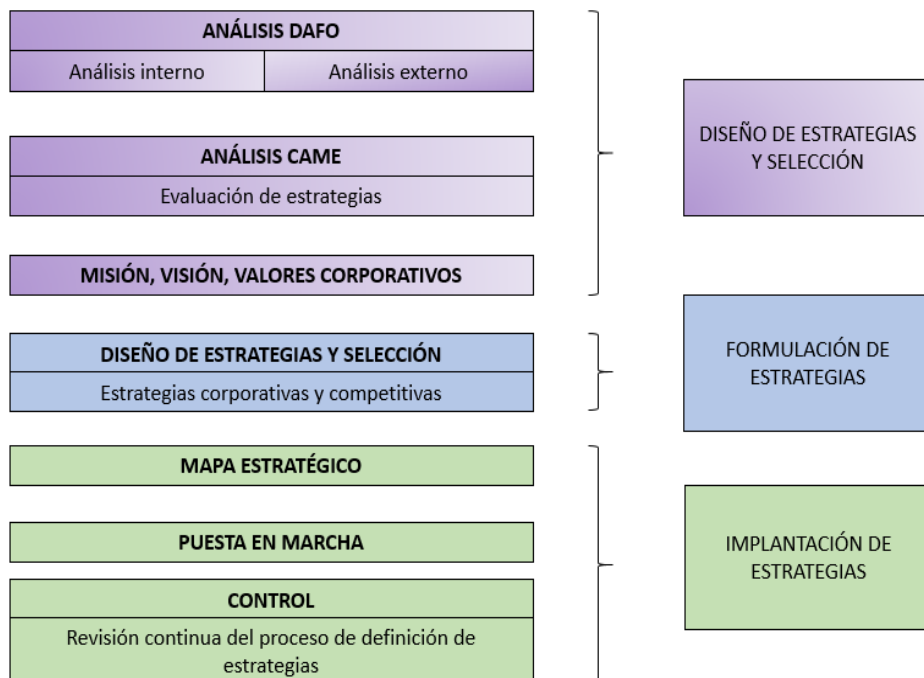 ANÁLISIS DAFO
Análisis interno
Análisis externo
ANÁLISIS CAME
Evaluación de estrategias
MISIÓN, VISIÓN, VALORES CORPORATIVOS
DISEÑO DE ESTRATEGIAS
Y SELECCIÓN
DISEÑO DE ESTRATEGIAS Y SELECCIÓN
Estrategias corporativas y competitivas
FORMULACIÓN DE
ESTRATEGIAS
MAPA ESTRATÉGICO
PUESTA EN MARCHA
CONTROL
Revisión continua del proceso de definición de
estrategias
IMPLANTACIÓN DE
ESTRATEGIAS